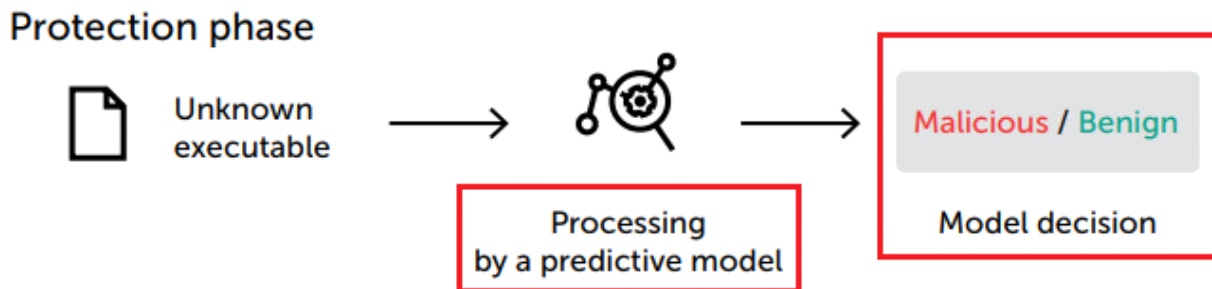 Protection phase
Unknown
executable
Processing
by a predictive model
Malicious / Benign
Model decision